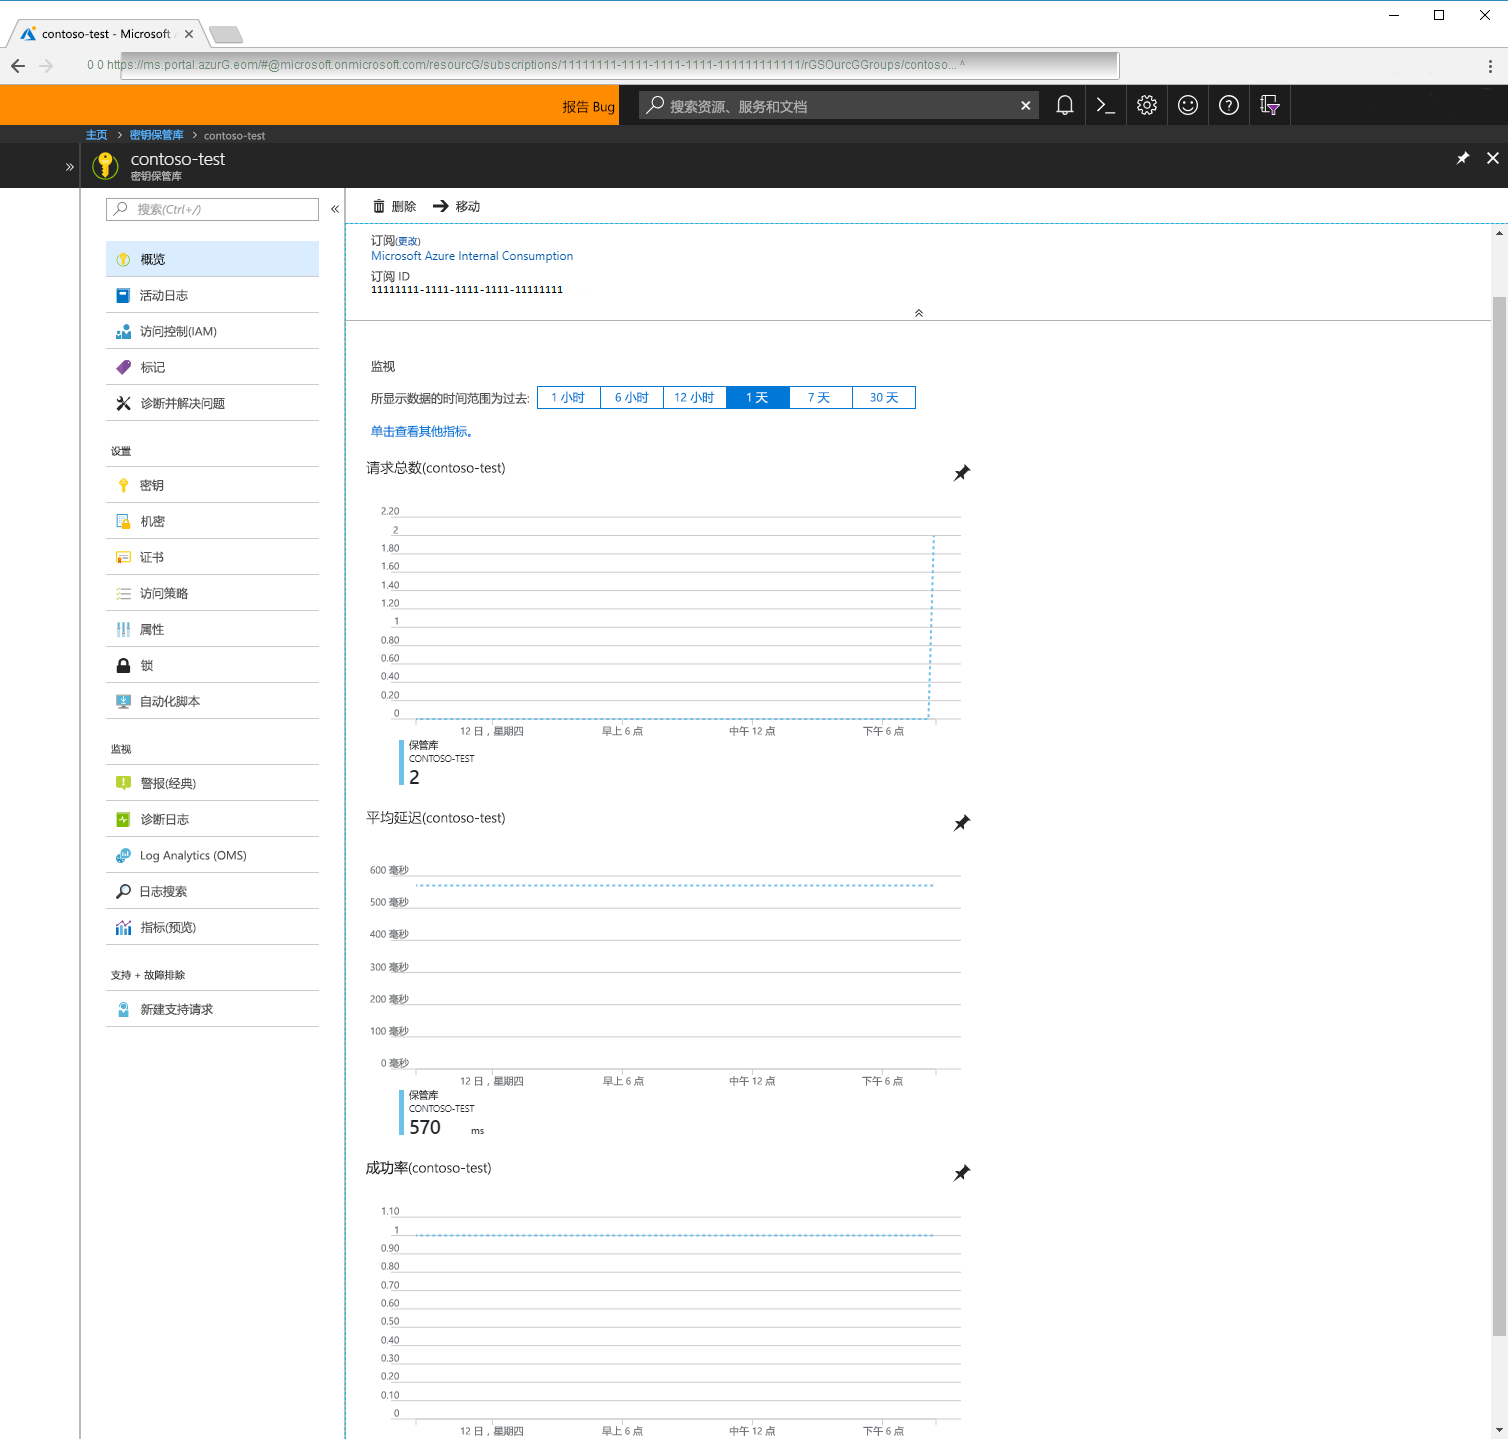 contoso-test - Microsoft A
0 0 https://ms.portal.azurG.eom/#@microsoft.onmicrosoft.com/resourcG/subscriptions/11111111-1111-1111-1111-111111111111/rGSOurcGGroups/contoso... ^
报告 Bug
搜索资源、服务和文档
主页 > 密钥保管库 > contoso-test
contoso-test
密钥保管库
搜索(Ctrl+/)
概览
活动日志
访问控制(IAM)
标记
诊断并解决问题
设置
密钥
机密
证书
访问策略
属性
锁
自动化脚本
监视
警报(经典)
诊断日志
Log Analytics (OMS)
日志搜索
指标(预览)
支持 + 故障排除
新建支持请求
删除 移动
订阅(更改)
Microsoft Azure Internal Consumption
订阅 ID
11111111-1111-1111-1111-11111111
监视
所显示数据的时间范围为过去: 1 小时 6 小时 12 小时 1 天 7 天 30 天
单击查看其他指标。
请求总数(contoso-test)
2.20
2
1.80
1.60
1.40
1.20
1
0.80
0.60
0.40
0.20
0
12 日，星期四 早上 6 点 中午 12 点 下午 6 点
保管库
CONTOSO-TEST
2
平均延迟(contoso-test)
600 毫秒
500 毫秒
400 毫秒
300 毫秒
200 毫秒
100 毫秒
0 毫秒
12 日，星期四 早上 6 点 中午 12 点 下午 6 点
保管库
CONTOSO-TEST
570 ms
成功率(contoso-test)
1.10
1
0.90
0.80
0.70
0.60
0.50
0.40
0.30
0.20
0.10
0
12 日，星期四 早上 6 点 中午 12 点 下午 6 点